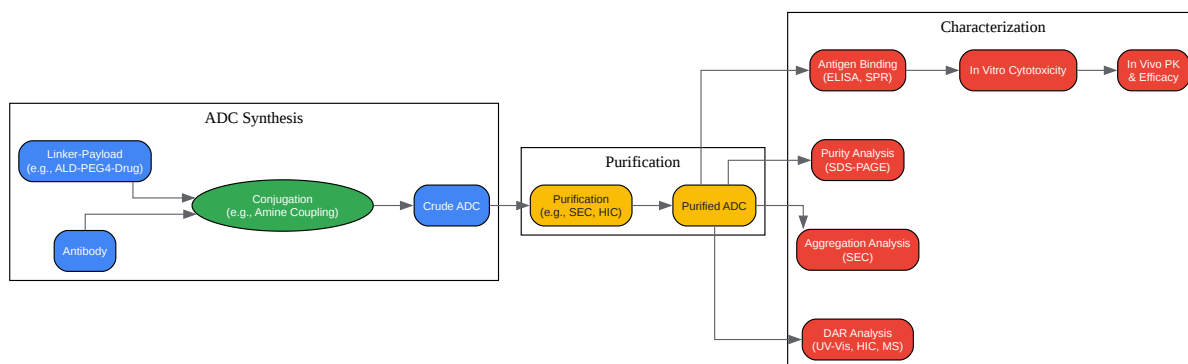 ADC Synthesis
Linker-Payload
(e.g., ALD-PEG4-Drug)
Antibody
Conjugation
(e.g., Amine Coupling)
Crude ADC
Purification
Purification
(e.g., SEC, HIC)
Purified ADC
Characterization
Antigen Binding
(ELISA, SPR)
In Vitro Cytotoxicity
In Vivo PK
& Efficacy
Purity Analysis
(SDS-PAGE)
Aggregation Analysis
(SEC)
DAR Analysis
(UV-Vis, HIC, MS)